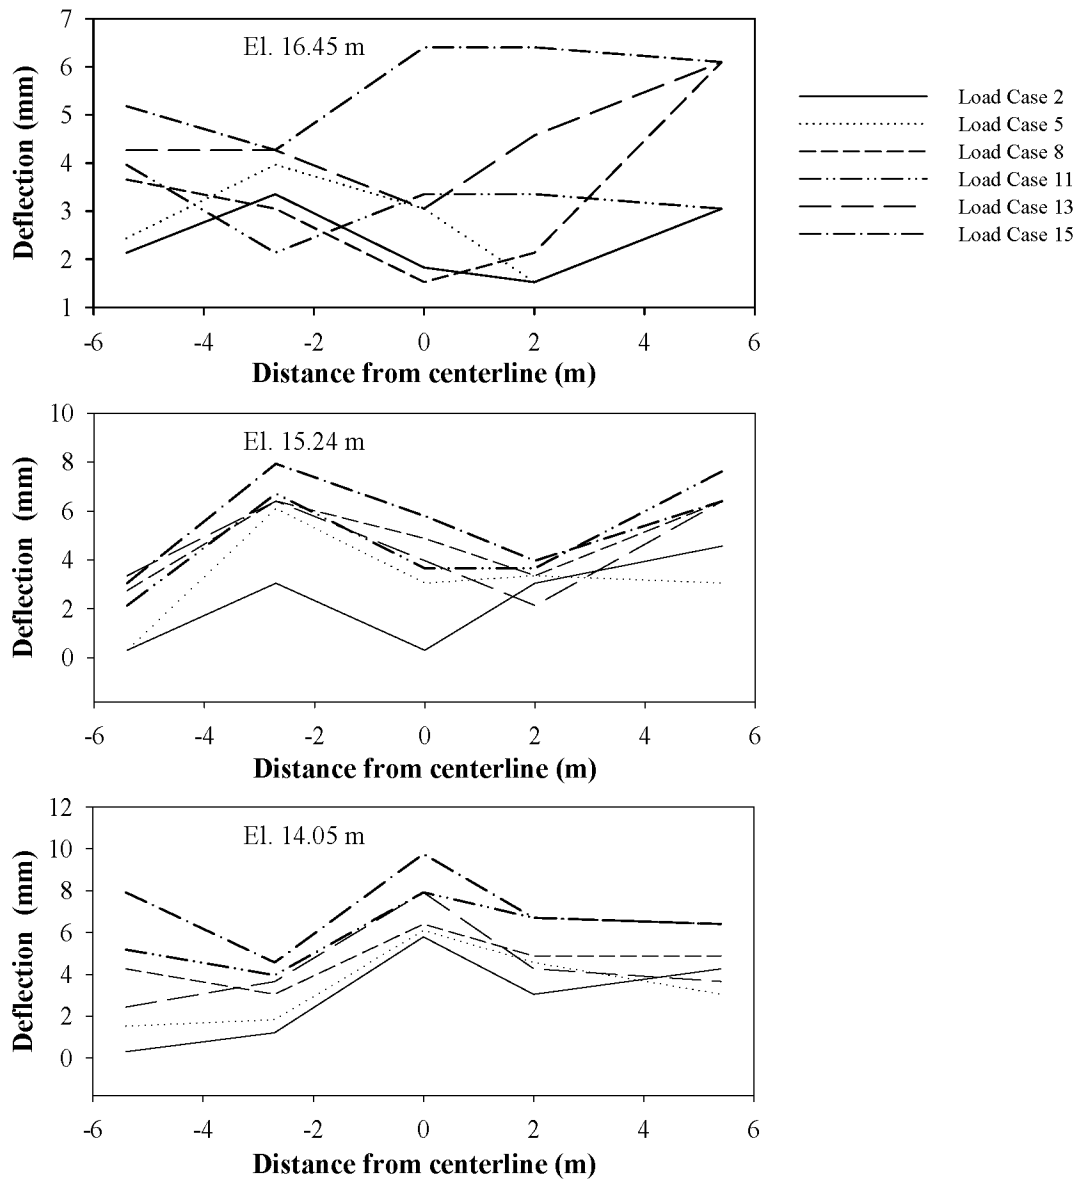 El. 16.45 m
Deflection (mm)
7
6
5
4
3
2
1
-6 -4 -2 0 2 4 6
Distance from centerline (m)
Load Case 2
Load Case 5
Load Case 8
Load Case 11
Load Case 13
Load Case 15
El. 15.24 m
Deflection (mm)
10
8
6
4
2
0
-6 -4 -2 0 2 4 6
Distance from centerline (m)
El. 14.05 m
Deflection (mm)
12
10
8
6
4
2
0
-6 -4 -2 0 2 4 6
Distance from centerline (m)